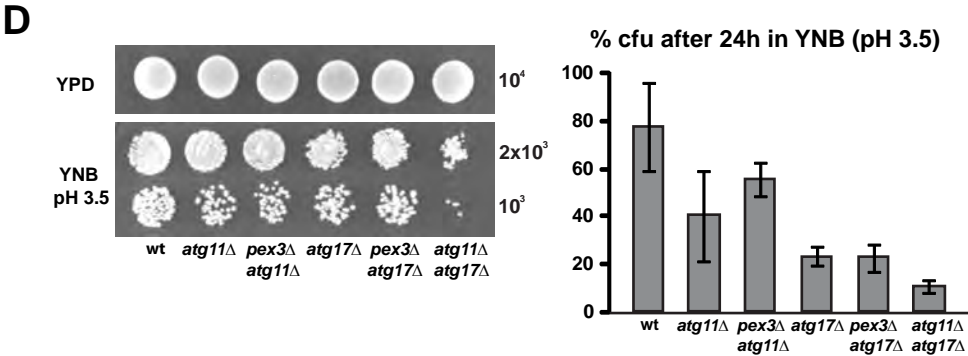 D
YPD
10⁴
YNB
pH 3.5
2x10³
10³
wt atg11Δ pex3Δ atg17Δ pex3Δ atg11Δ
atg11Δ atg17Δ atg17Δ
% cfu after 24h in YNB (pH 3.5)
100
80
60
40
20
0
wt atg11Δ pex3Δ atg17Δ pex3Δ atg11Δ
atg11Δ atg17Δ atg17Δ